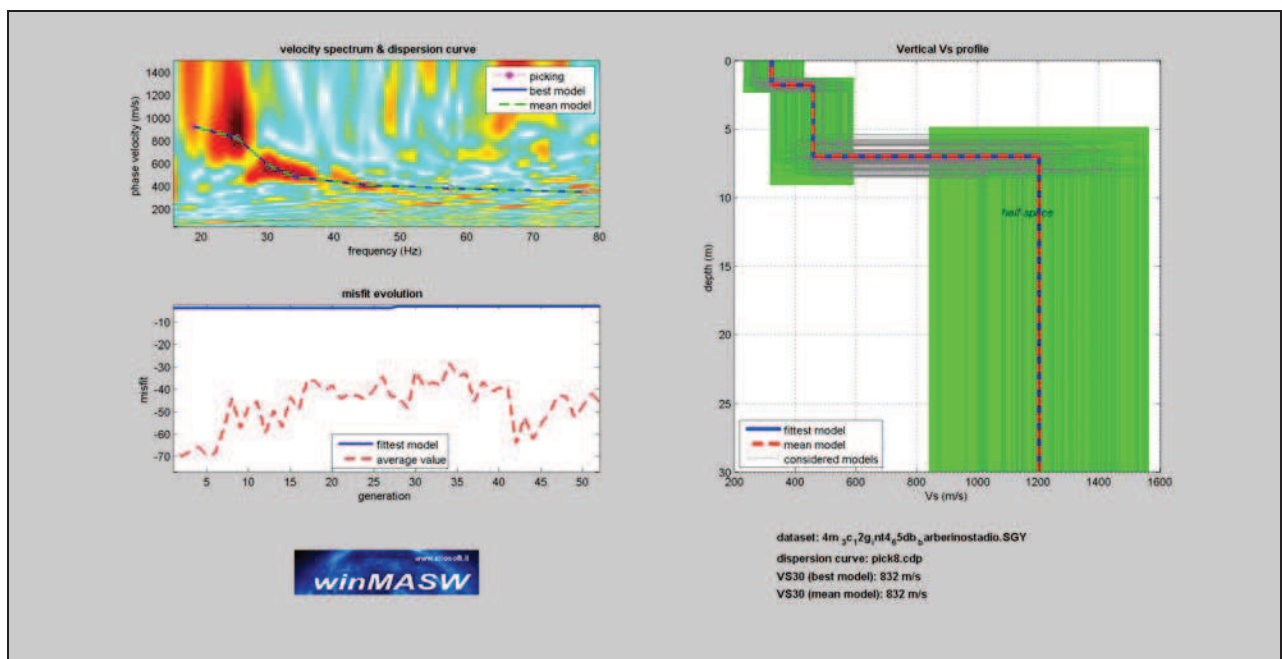 velocity spectrum & dispersion curve
1400
1200
1000
800
600
400
200
phase velocity (m/s)
picking
best model
mean model
20
30
40
50
60
70
80
frequency (Hz)
misfit evolution
-10
-20
-30
-40
-50
-60
-70
misfit
fittest model
average value
5
10
15
20
25
30
35
40
45
50
generation
winMASW
Vertical Vs profile
0
5
10
15
20
25
30
depth (m)
half-space
fittest model
mean model
considered models
200
400
600
800
1000
1200
1400
1600
Vs (m/s)
dataset: 4m_3c_12g_int4_65db_barberinostadio.SGY
dispersion curve: pick8.cdp
VS30 (best model): 832 m/s
VS30 (mean model): 832 m/s